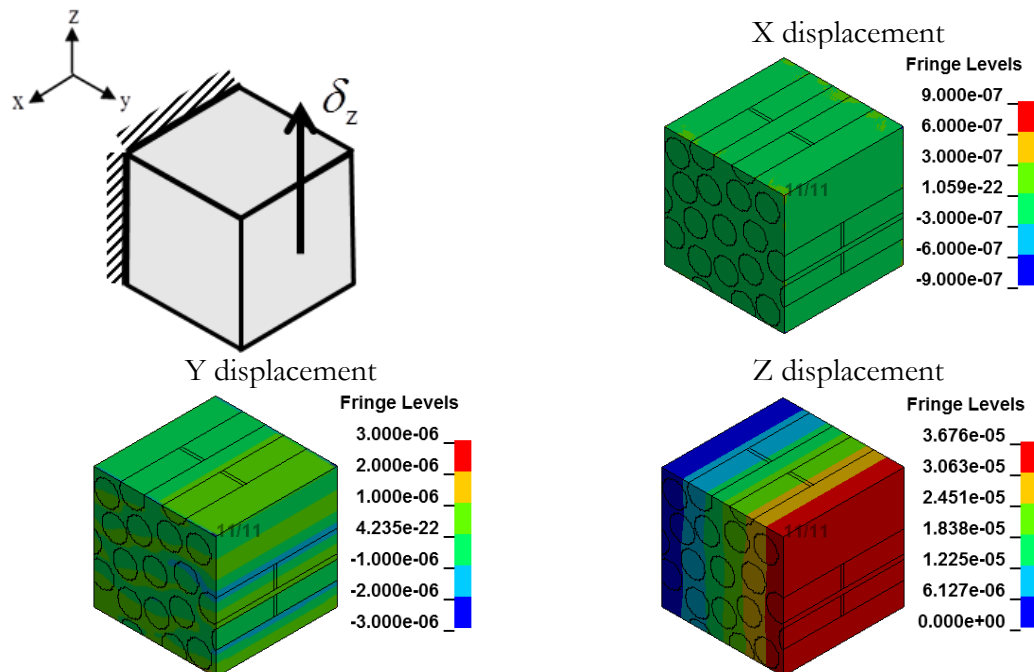 z
x
y
δz
X displacement
Fringe Levels
9.000e-07
6.000e-07
3.000e-07
1.059e-22
-3.000e-07
-6.000e-07
-9.000e-07
11/11
Y displacement
Fringe Levels
3.000e-06
2.000e-06
1.000e-06
4.235e-22
-1.000e-06
-2.000e-06
-3.000e-06
11/11
Z displacement
Fringe Levels
3.676e-05
3.063e-05
2.451e-05
1.838e-05
1.225e-05
6.127e-06
0.000e+00
11/11